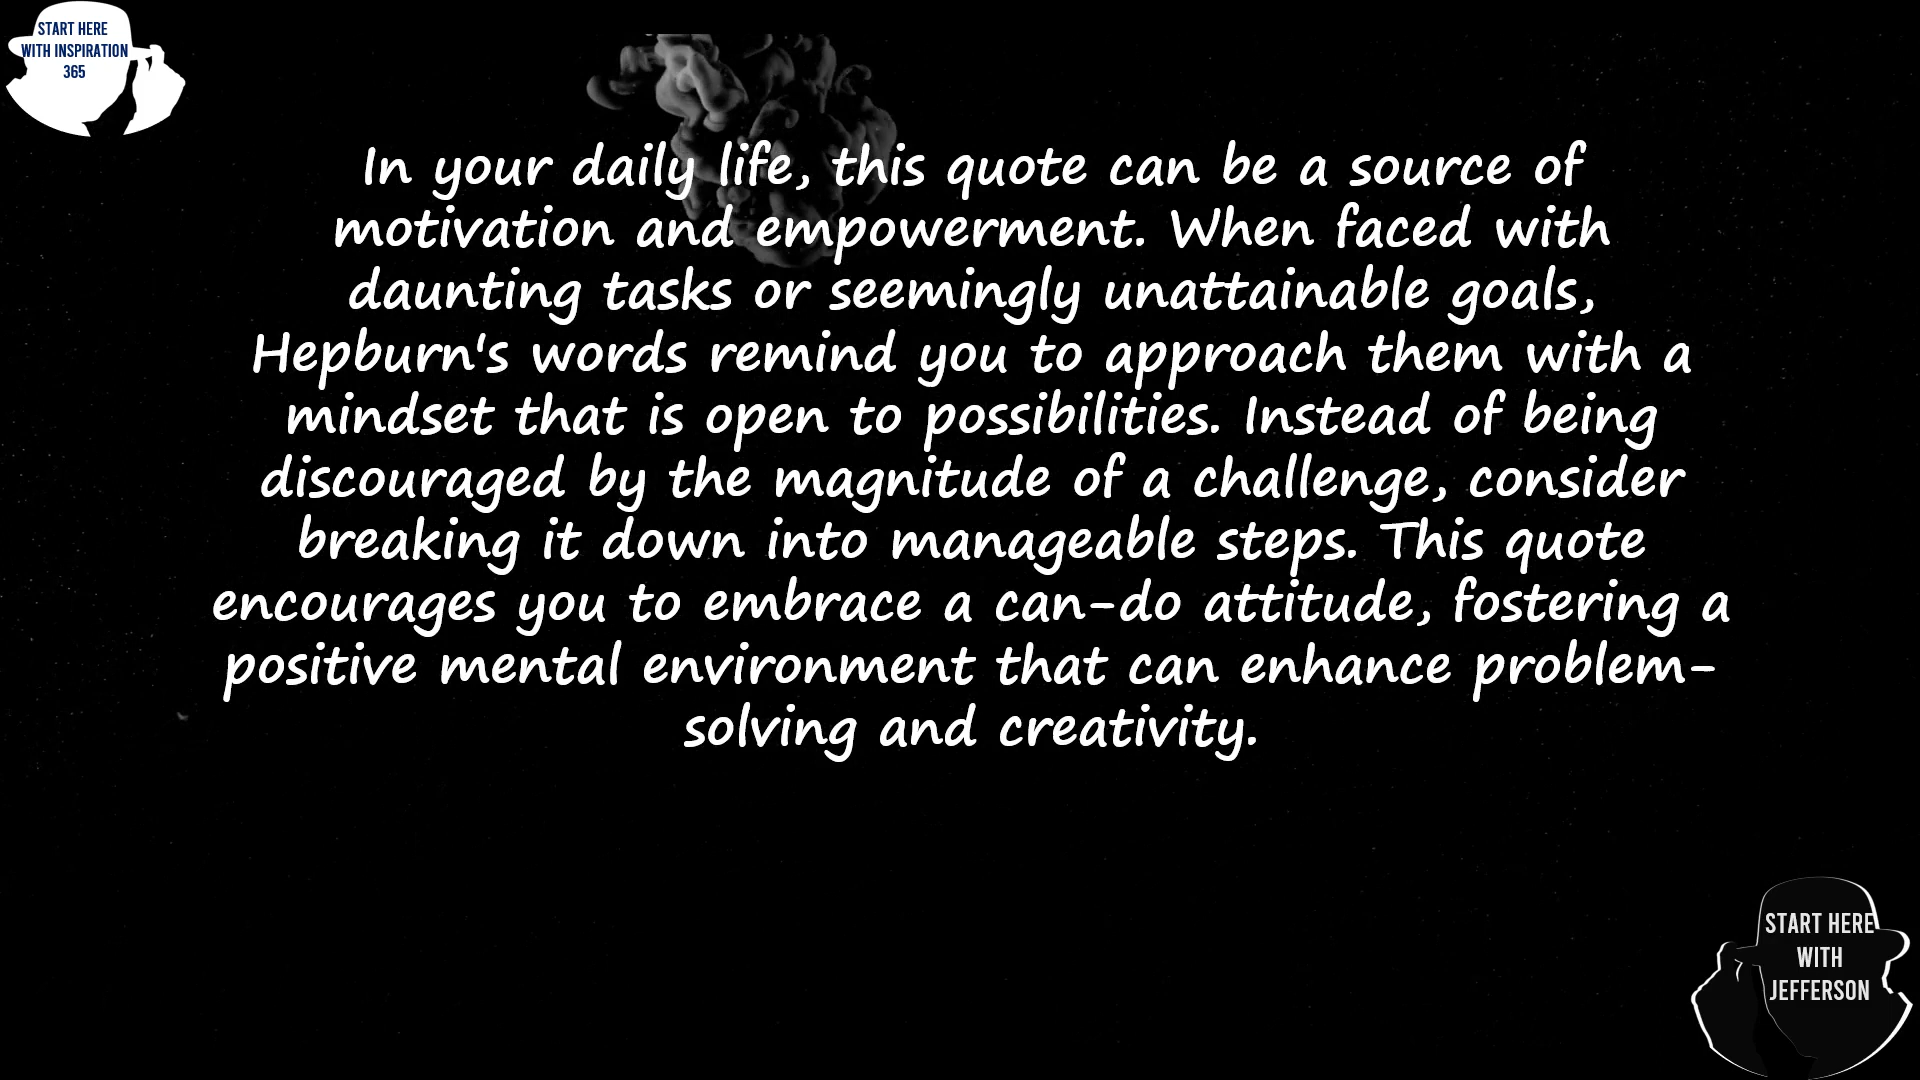 START HERE
WITH INSPIRATION
365
In your daily life, this quote can be a source of
motivation and empowerment. When faced with
daunting tasks or seemingly unattainable goals,
Hepburn's words remind you to approach them with a
mindset that is open to possibilities. Instead of being
discouraged by the magnitude of a challenge, consider
breaking it down into manageable steps. This quote
encourages you to embrace a can-do attitude, fostering a
positive mental environment that can enhance problem-
solving and creativity.
START HERE
WITH
JEFFERSON